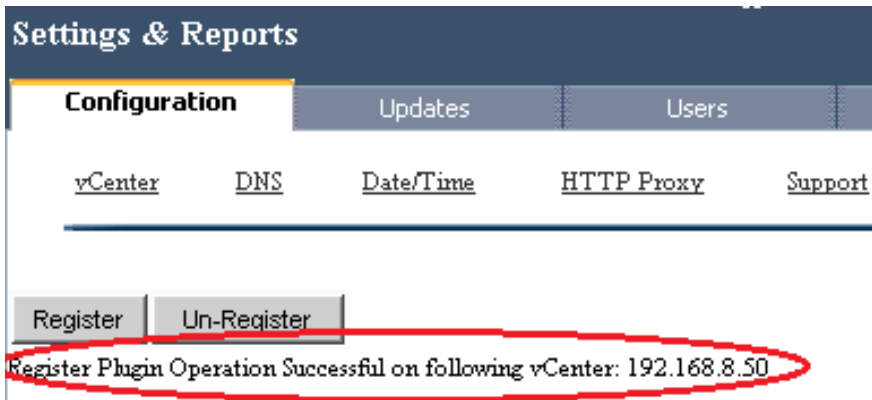 Settings & Reports
Configuration Updates Users
vCenter DNS Date/Time HTTP Proxy Support
Register Un-Register
Register Plugin Operation Successful on following vCenter: 192.168.8.50